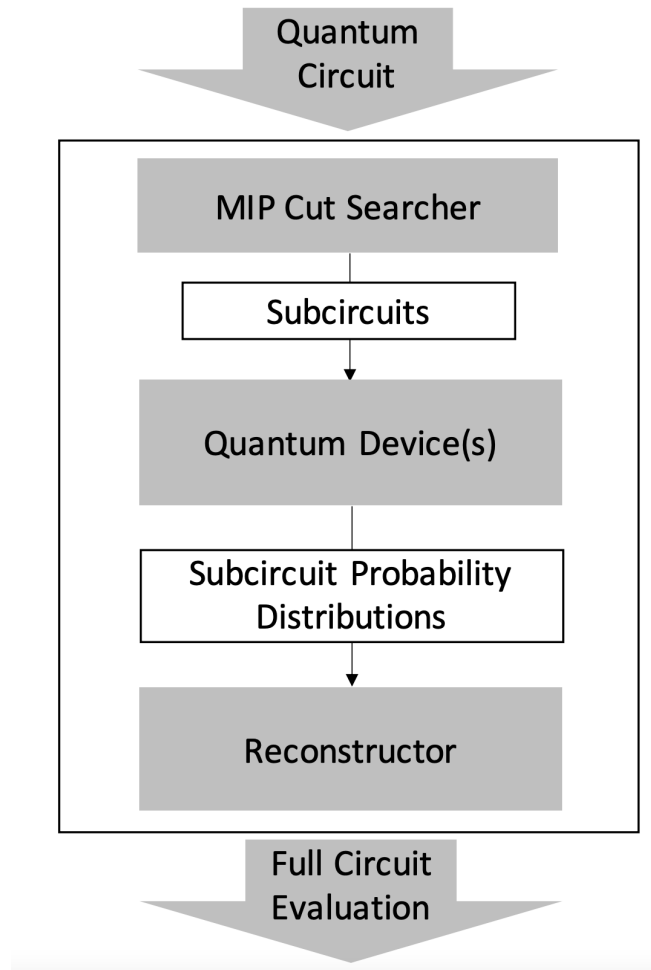 Quantum
Circuit
MIP Cut Searcher
Subcircuits
Quantum Device(s)
Subcircuit Probability
Distributions
Reconstructor
Full Circuit
Evaluation